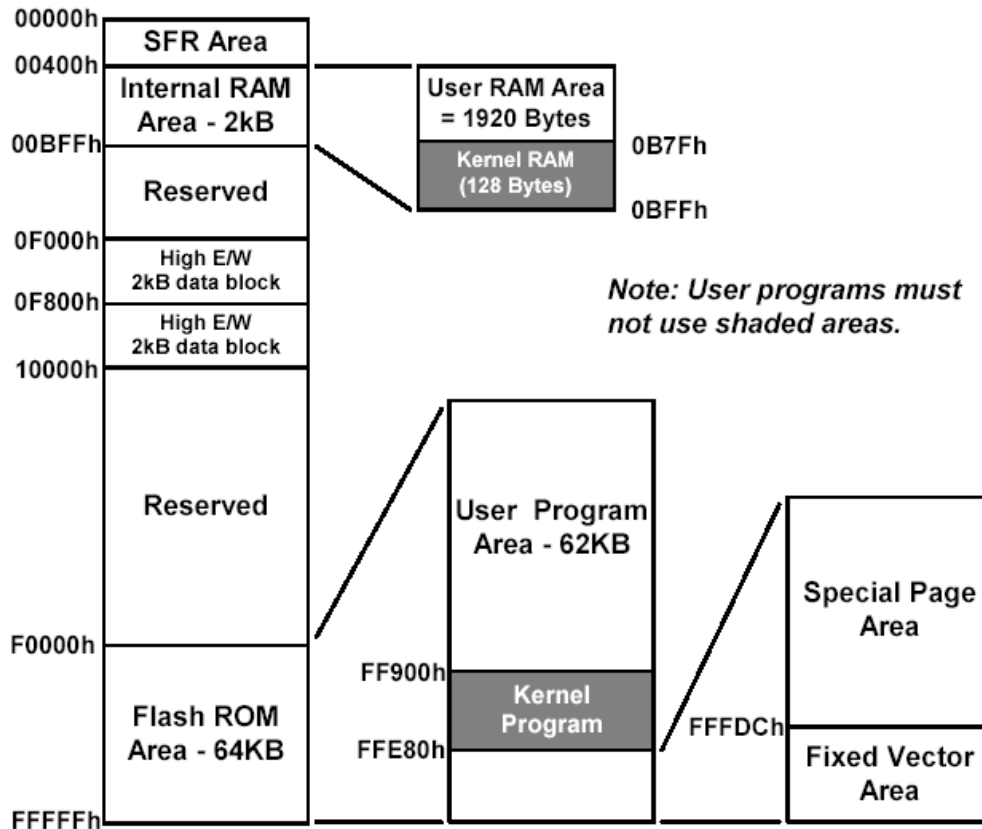 00000h
SFR Area
00400h
Internal RAM
Area - 2kB
00BFFh
Reserved
0F000h
High E/W
2kB data block
0F800h
High E/W
2kB data block
10000h
Reserved
F0000h
Flash ROM
Area - 64KB
FFFFFh
User RAM Area
= 1920 Bytes
0B7Fh
Kernel RAM
(128 Bytes)
0BFFh
Note: User programs must
not use shaded areas.
User Program
Area - 62KB
FF900h
Kernel
Program
FFE80h
Special Page
Area
FFFDCh
Fixed Vector
Area